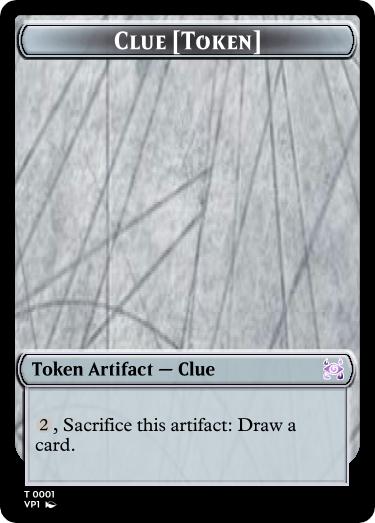 Clue [Token]
Token Artifact — Clue
2, Sacrifice this artifact: Draw a
card.
T 0001
VP1